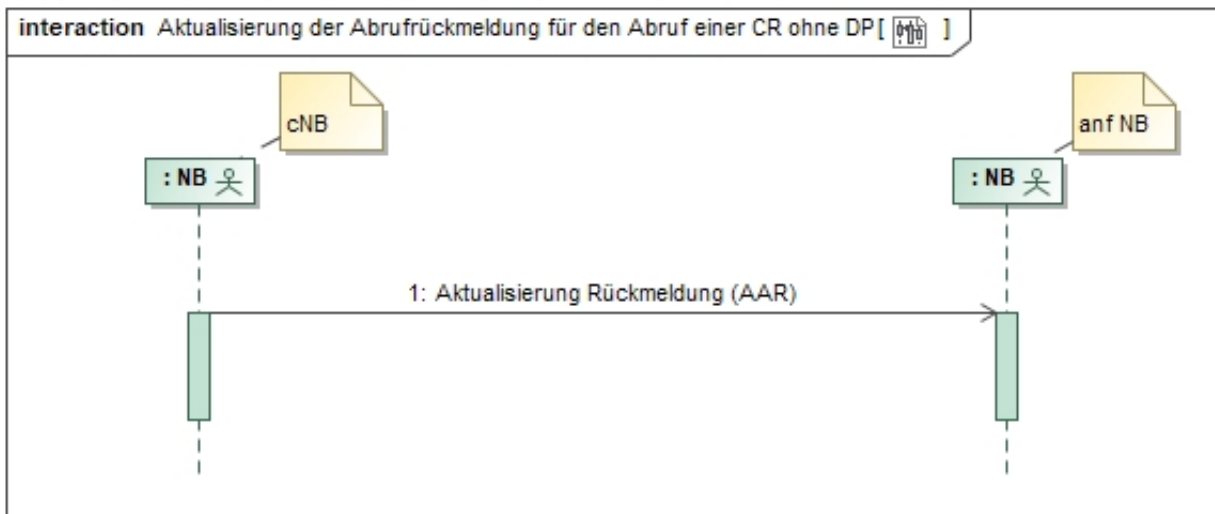 interaction Aktualisierung der Abrufrückmeldung für den Abruf einer CR ohne DP[ ]
cNB
anf NB
: NB
: NB
1: Aktualisierung Rückmeldung (AAR)